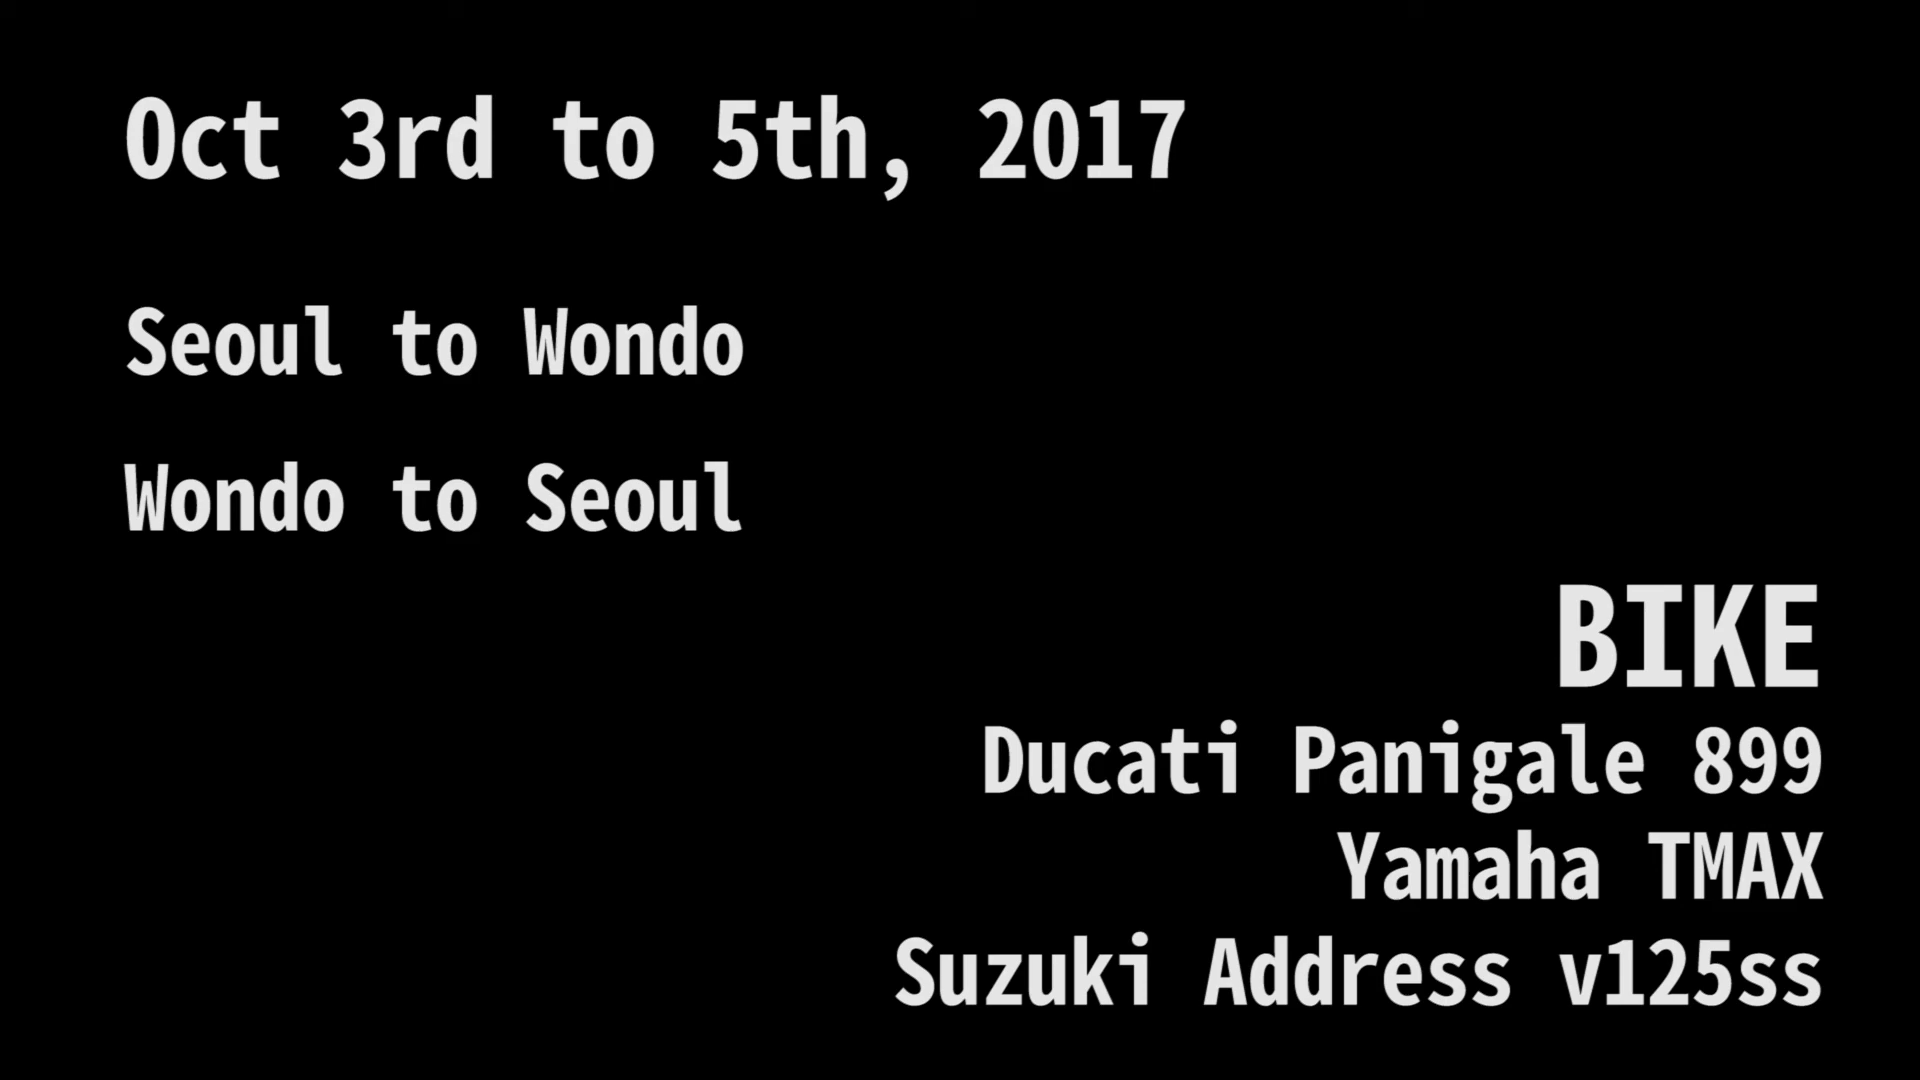 Oct 3rd to 5th, 2017
Seoul to Wondo
Wondo to Seoul
BIKE
Ducati Panigale 899
Yamaha TMAX
Suzuki Address v125ss